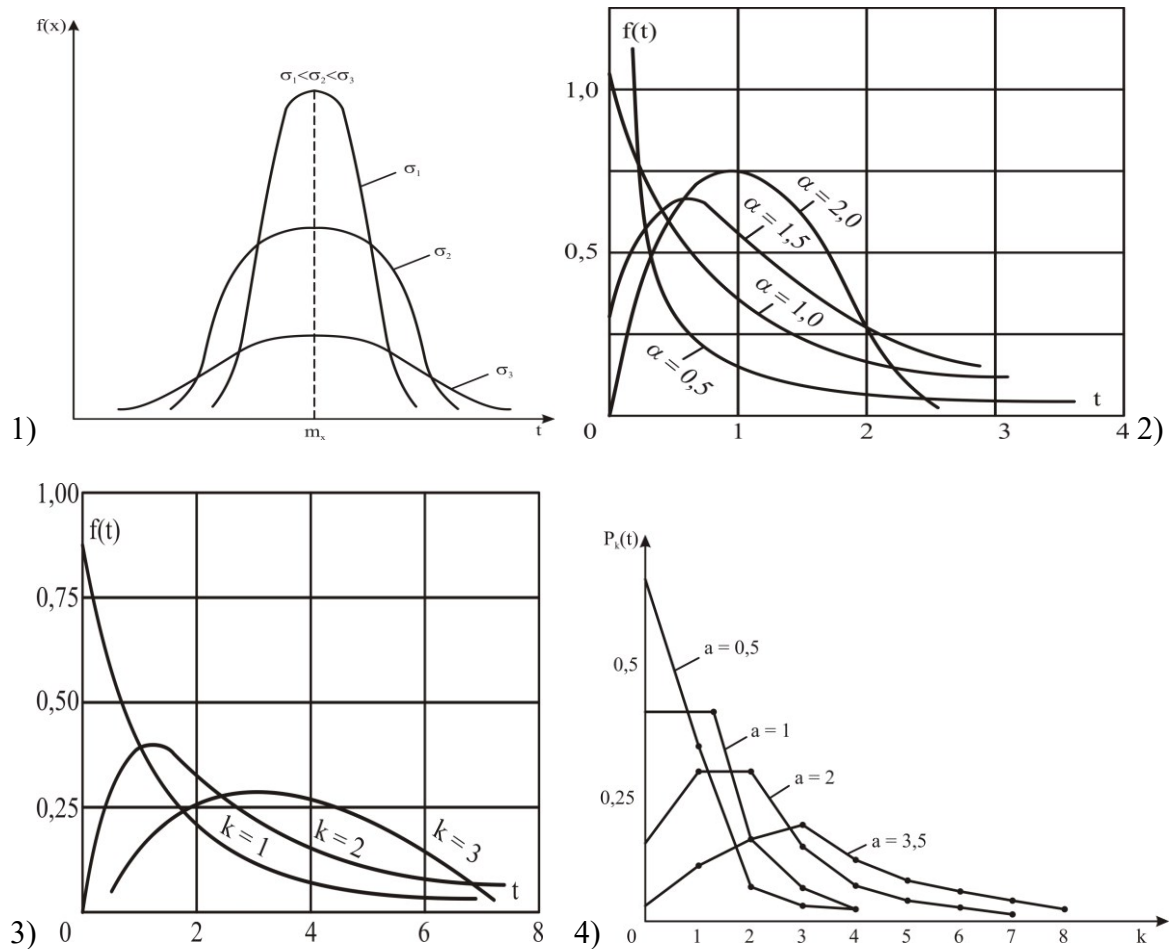 f(x)
σ₁<σ₂<σ₃
σ₁
σ₂
σ₃
1)
mₓ
t
f(t)
1,0
0,5
α = 2,0
α = 1,5
α = 1,0
α = 0,5
t
0 1 2 3 4
2)
1,00
f(t)
0,75
0,50
0,25
k = 1
k = 2
k = 3
t
3)
0 2 4 6 8
Pₖ(t)
0,5
a = 0,5
a = 1
a = 2
0,25
a = 3,5
4)
0 1 2 3 4 5 6 7 8 k